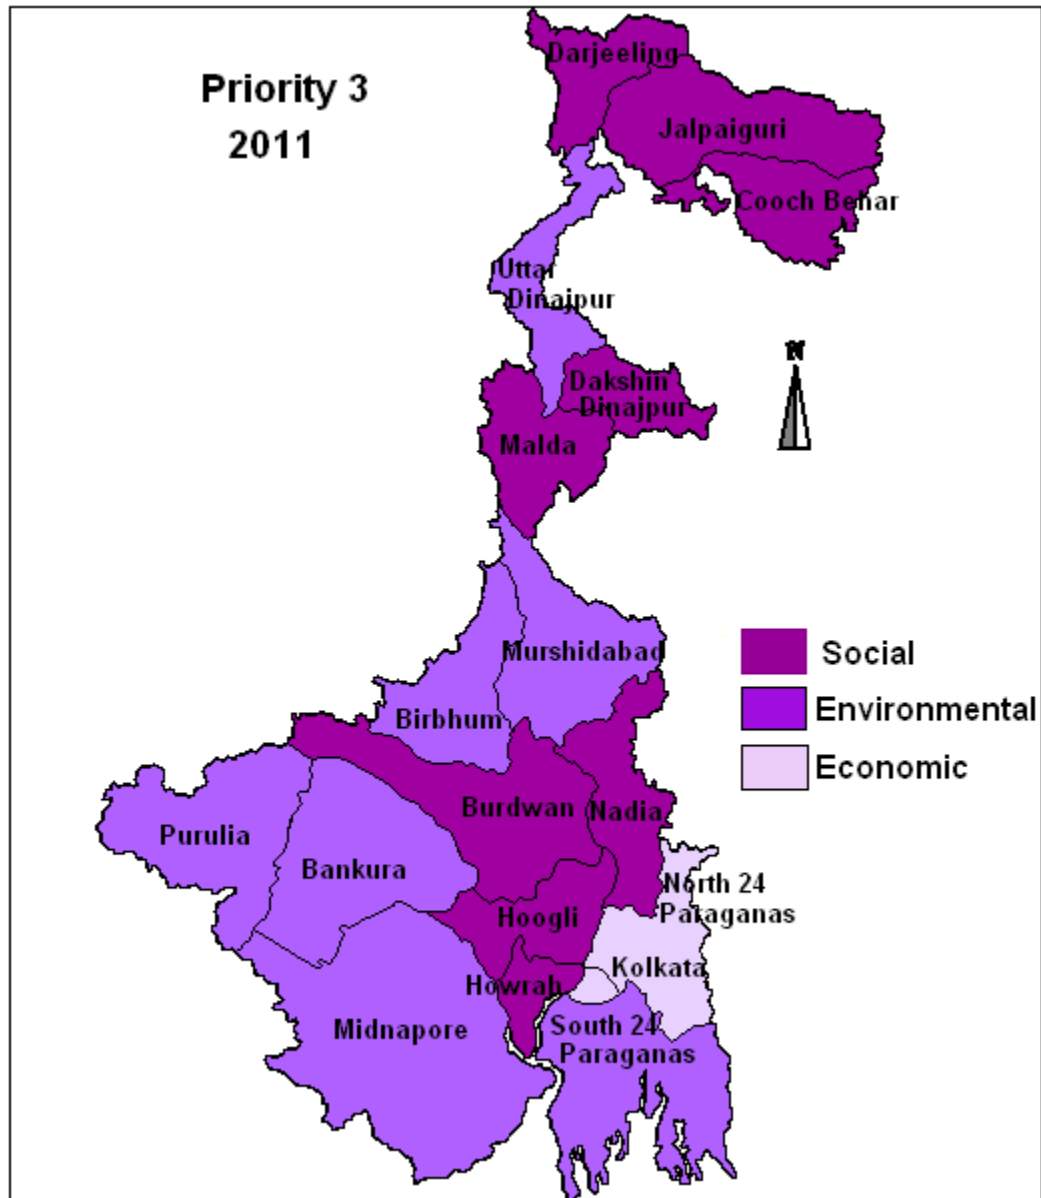 Priority 3
2011
Darjeeling
Jalpaiguri
Cooch Behar
Uttar
Dinajpur
N
Dakshin
Dinajpur
Malda
Murshidabad
Social
Birbhum
Environmental
Economic
Burdwan
Nadia
Purulia
Bankura
North 24
Paraganas
Hoogli
Kolkata
Howrah
Midnapore
South 24
Paraganas